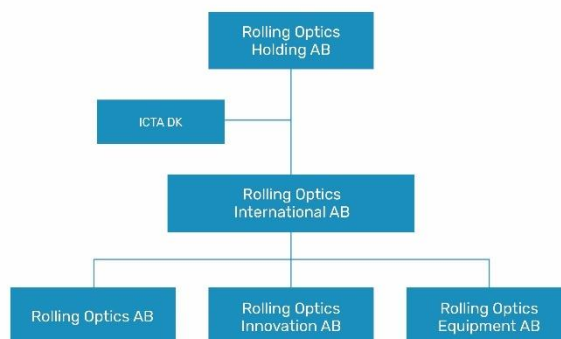 Rolling Optics
Holding AB
ICTA DK
Rolling Optics
International AB
Rolling Optics AB
Rolling Optics
Innovation AB
Rolling Optics
Equipment AB